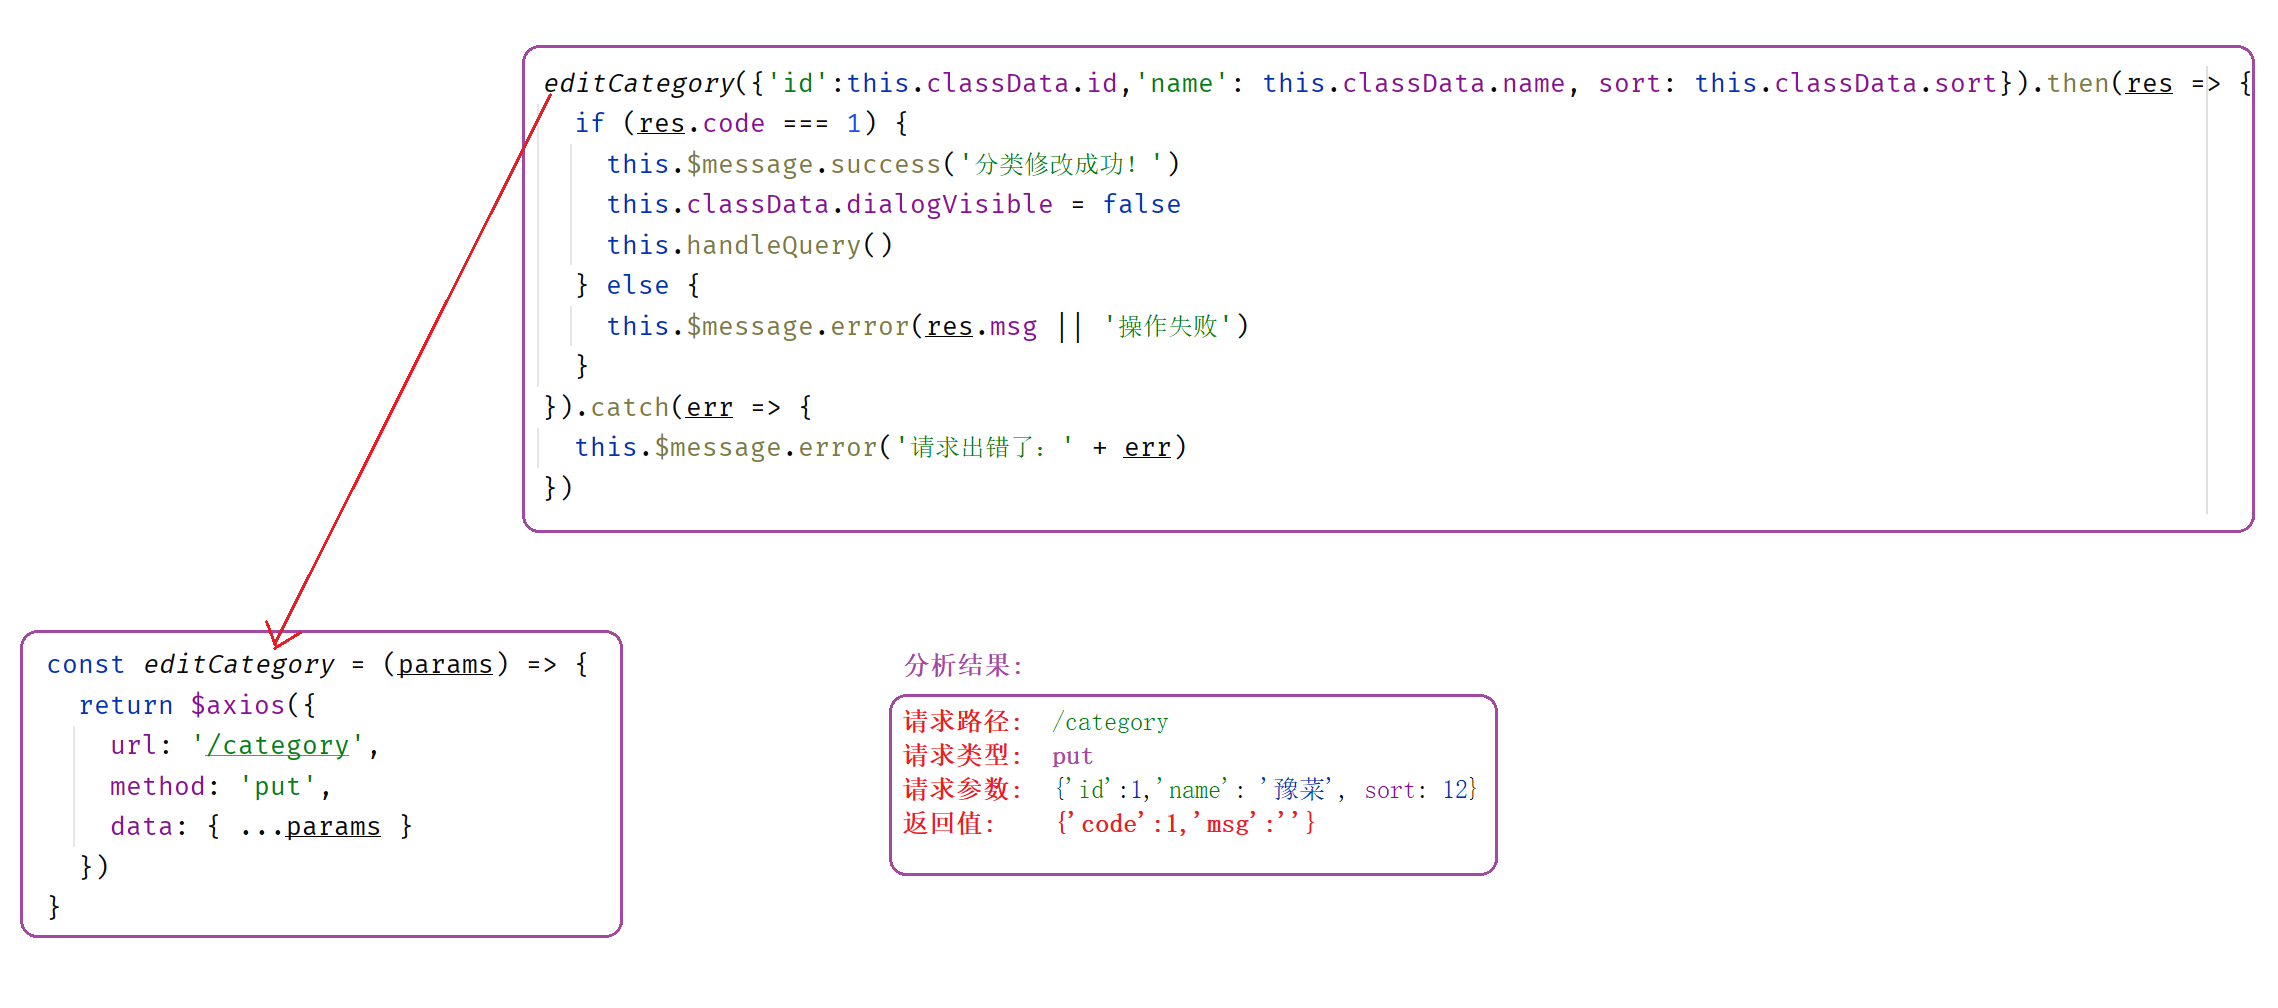 editCategory({'id':this.classData.id,'name': this.classData.name, sort: this.classData.sort}).then(res => {
if (res.code === 1) {
this.$message.success('分类修改成功！')
this.classData.dialogVisible = false
this.handleQuery()
} else {
this.$message.error(res.msg || '操作失败')
}
}).catch(err => {
this.$message.error('请求出错了：' + err)
})
const editCategory = (params) => {
return $axios({
url: '/category',
method: 'put',
data: { ...params }
})
}
分析结果：
请求路径： /category
请求类型： put
请求参数： {'id':1,'name': '豫菜', sort: 12}
返回值： {'code':1,'msg':''}